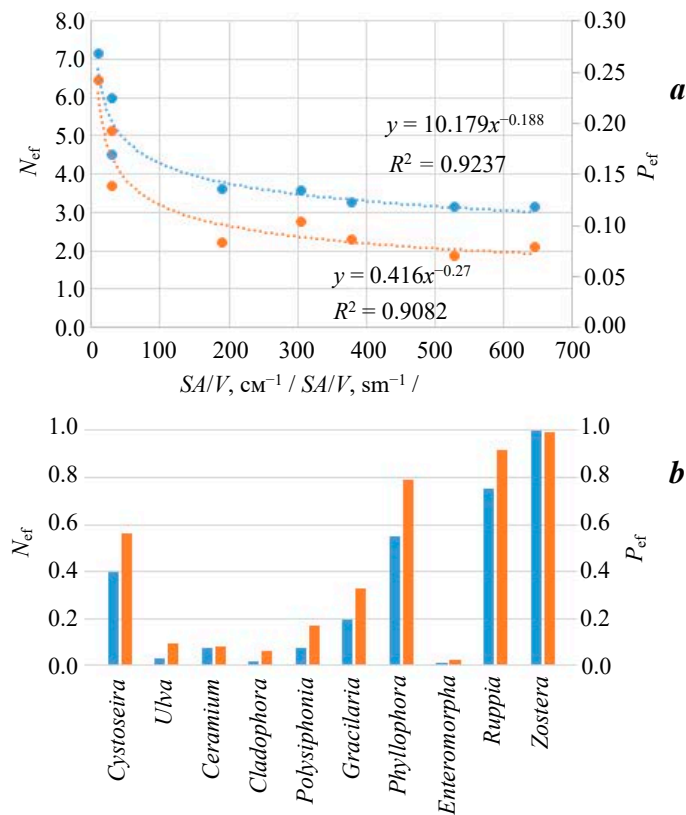 8.0 0.30
7.0 0.25
6.0
5.0 0.20
4.0 0.15
3.0 0.10
2.0
1.0 0.05
0.0 0.00
N_ef
P_ef
a
y = 10.179x^−0.188
R² = 0.9237
y = 0.416x^−0.27
R² = 0.9082
0 100 200 300 400 500 600 700
SA/V, см⁻¹ / SA/V, sm⁻¹ /
1.0 1.0
0.8 0.8
0.6 0.6
0.4 0.4
0.2 0.2
0.0 0.0
N_ef
P_ef
b
Cystoseira
Ulva
Ceramium
Cladophora
Polysiphonia
Gracilaria
Phyllophora
Enteromorpha
Ruppia
Zostera